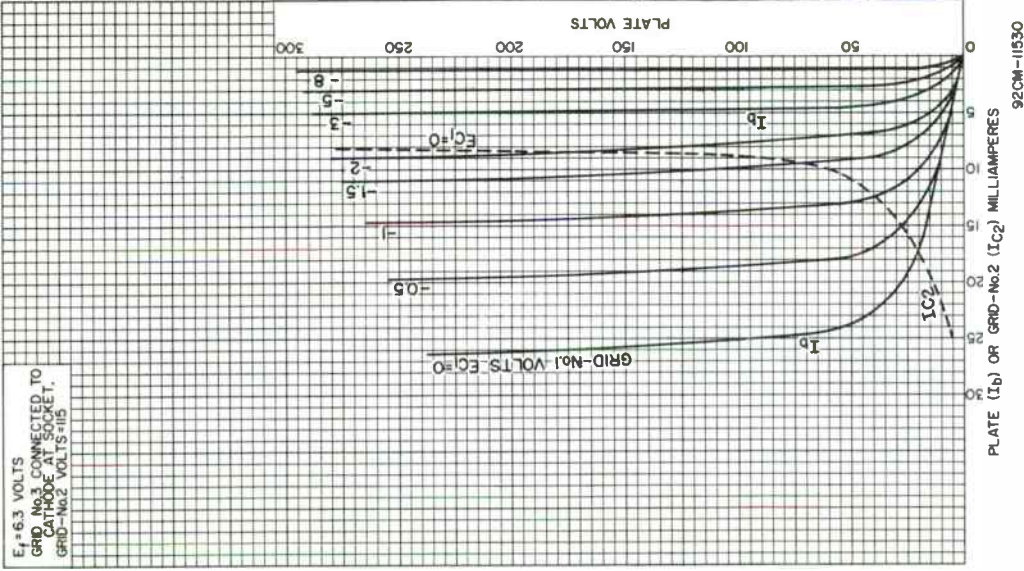 Ef=6.3 VOLTS
GRID No.3 CONNECTED TO
CATHODE AT SOCKET.
GRID-No.2 VOLTS=115
PLATE VOLTS
0
50
100
150
200
250
300
5
10
15
20
25
30
PLATE (Ib) OR GRID-No.2 (IC2) MILLIAMPERES
GRID-No.1 VOLTS EC1=0
Ib
IC2
-0.5
-1
-1.5
-2
EC1=0
Ib
-3
-5
-8
92CM-11530